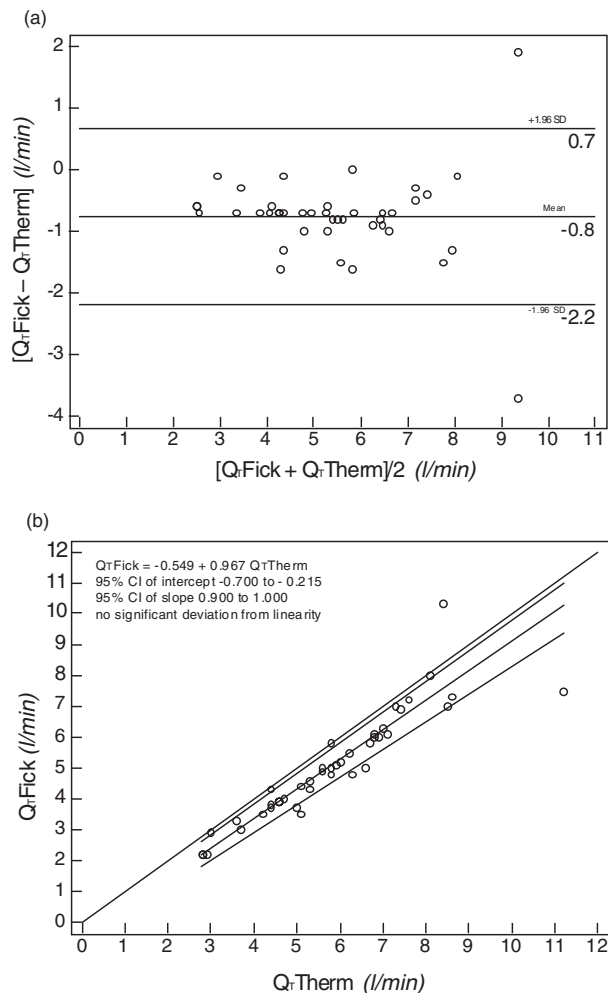 (a)
2
+1.96 SD
1
0.7
0
Mean
-1
-0.8
-2
-1.96 SD
-2.2
-3
-4
0 1 2 3 4 5 6 7 8 9 10 11
[QTFick – QTTherm] (l/min)
[QTFick + QTTherm]/2 (l/min)
(b)
12
QTFick = -0.549 + 0.967 QTTherm
11
95% CI of intercept -0.700 to - 0.215
95% CI of slope 0.900 to 1.000
10
no significant deviation from linearity
9
8
7
6
5
4
3
2
1
0
0 1 2 3 4 5 6 7 8 9 10 11 12
QTFick (l/min)
QTTherm (l/min)